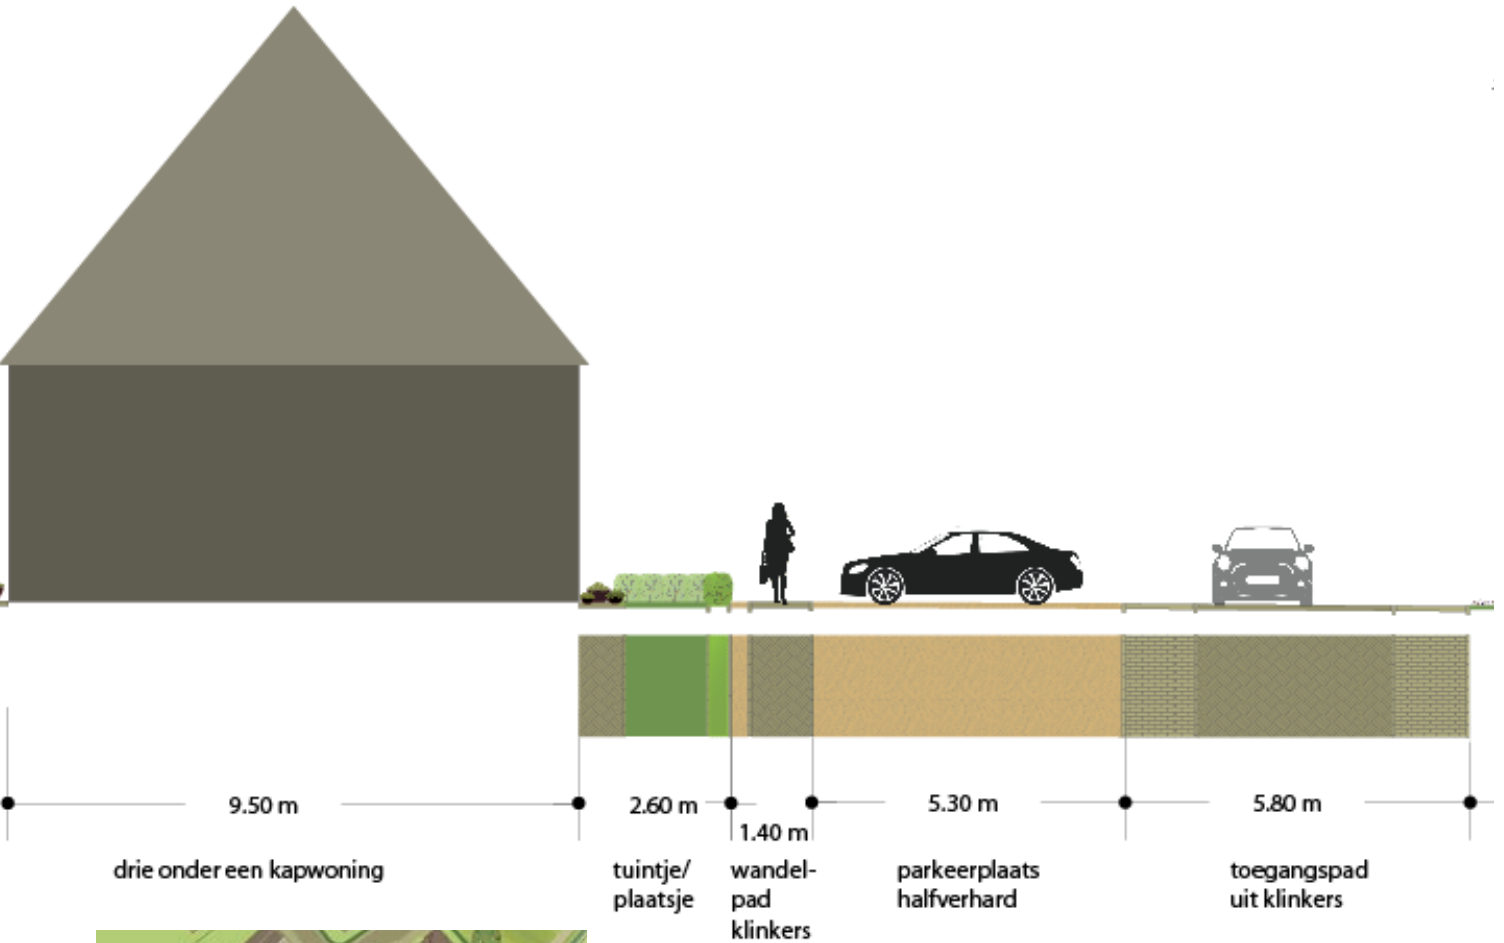 9.50 m
2.60 m
1.40 m
5.30 m
5.80 m
drie onder een kapwoning
tuintje/
plaatsje
wandel-
pad
klinkers
parkeerplaats
halfverhard
toegangspad
uit klinkers